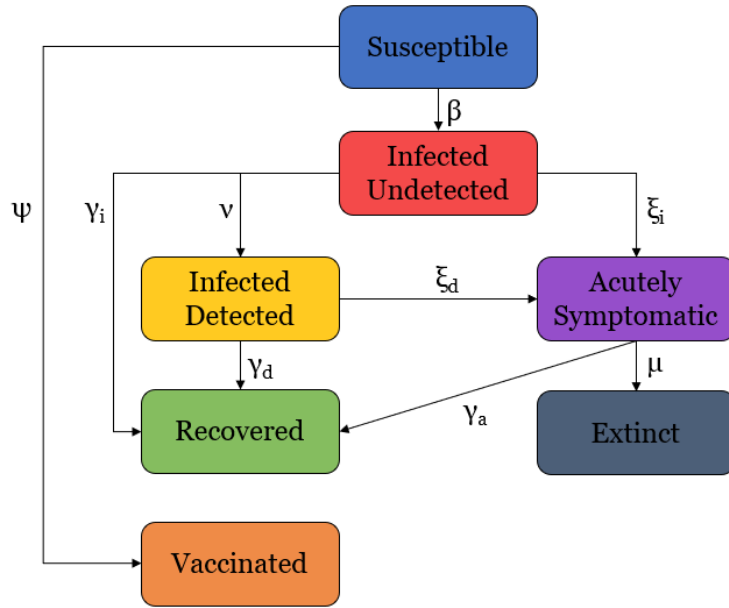 Susceptible
β
Infected
Undetected
ψ
γi
ν
ξi
Infected
Detected
ξd
Acutely
Symptomatic
γd
γa
μ
Recovered
Extinct
Vaccinated